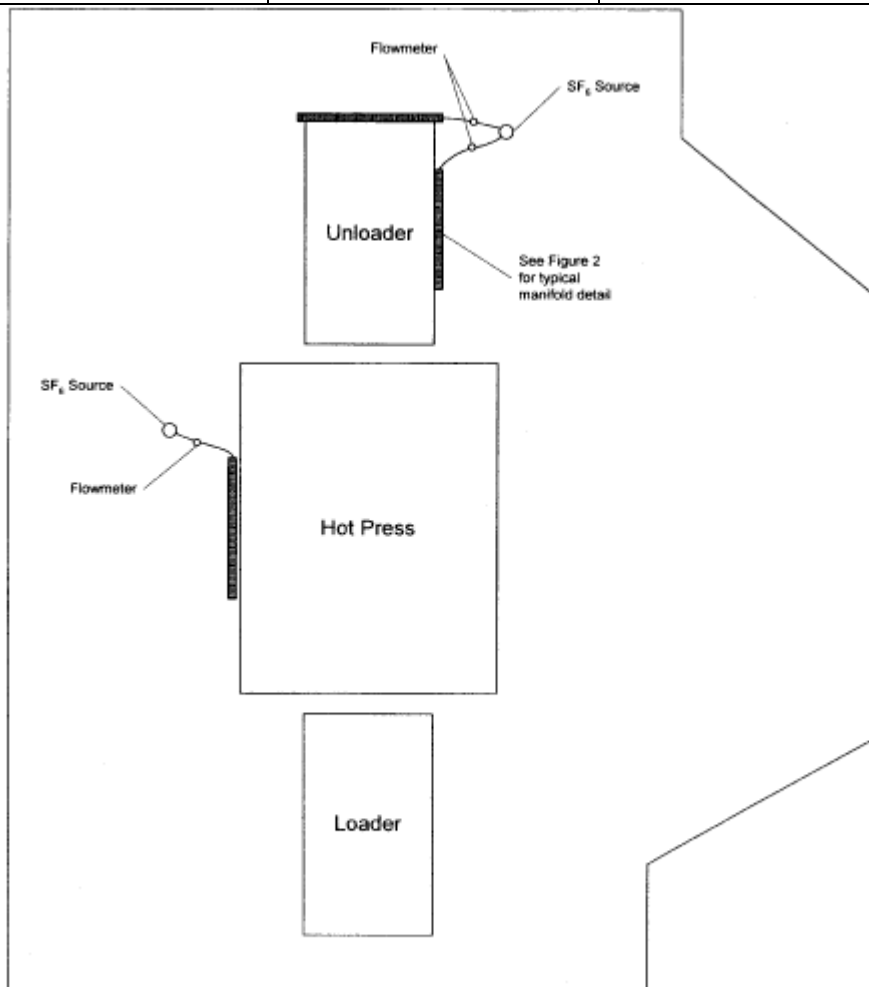 Flowmeter
SF₆ Source
Unloader
See Figure 2
for typical
manifold detail
SF₆ Source
Flowmeter
Hot Press
Loader